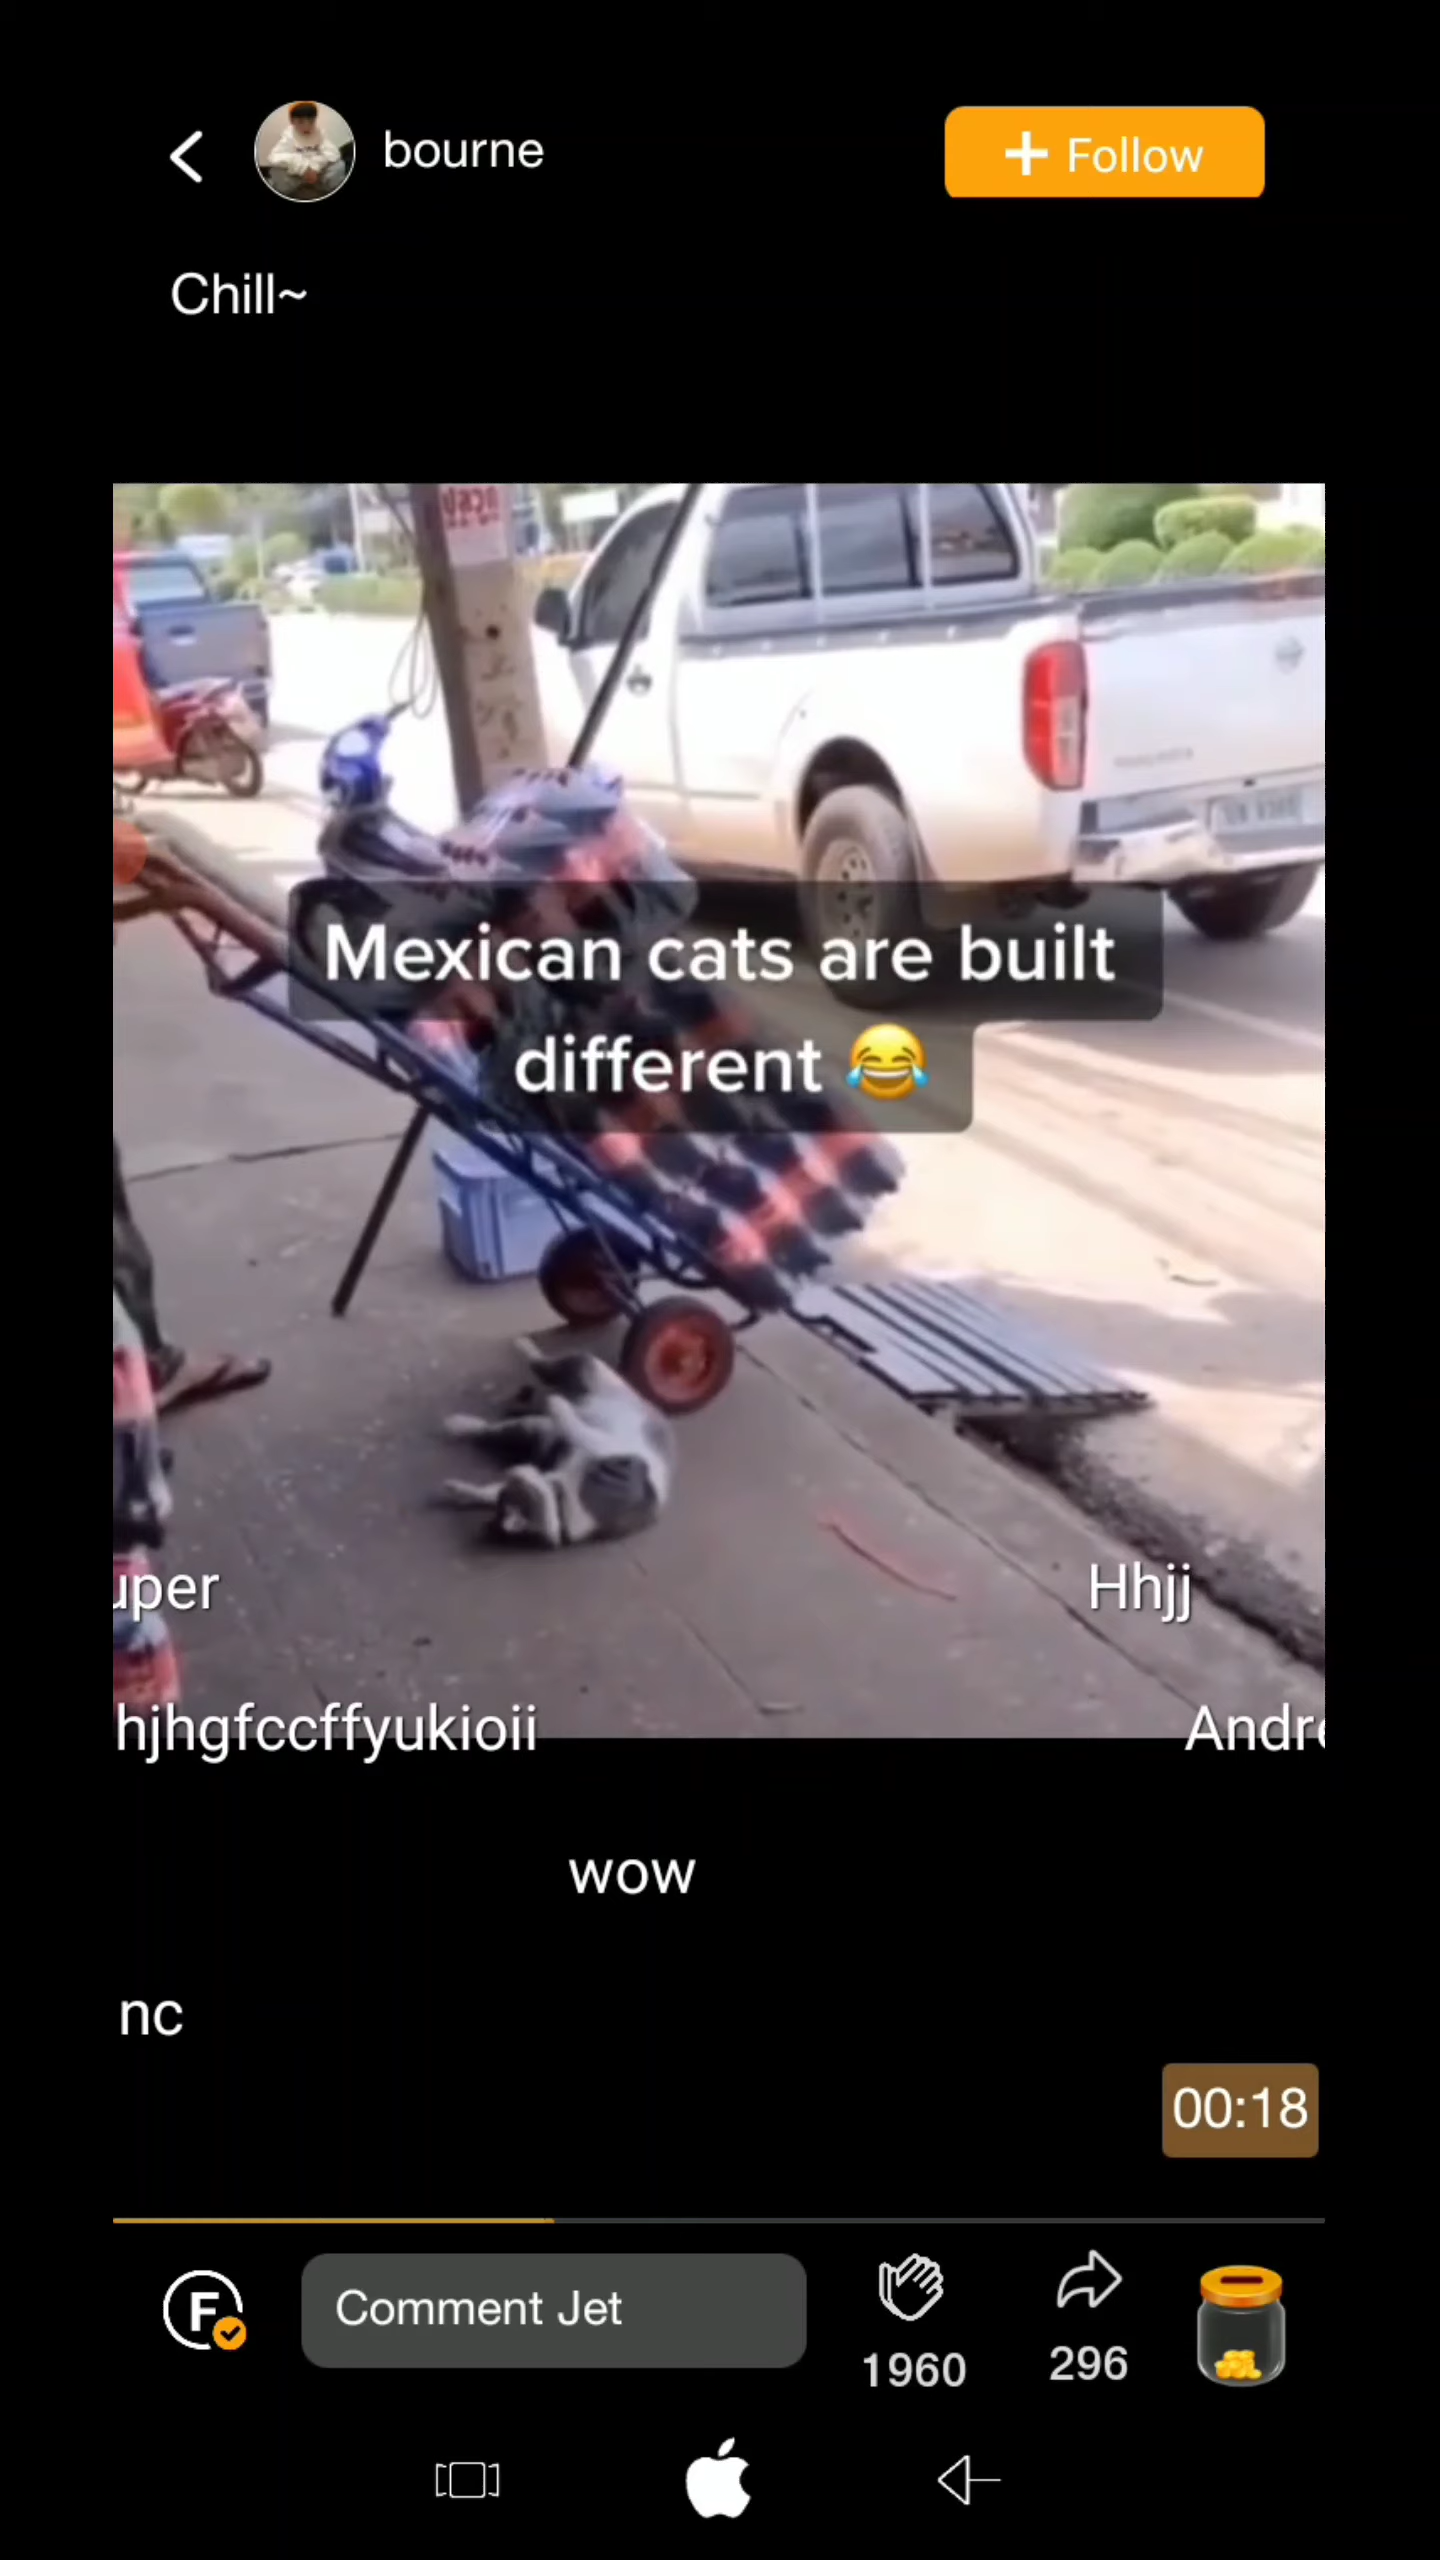 bourne
Follow
Chill~
Mexican cats are built
different 😂
uper
Hhjj
hjhgfccffyukioii
Andre
wow
nc
00:18
F
Comment Jet
1960
296